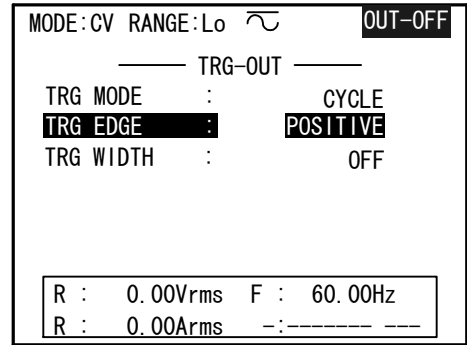 MODE:CV RANGE:Lo OUT-OFF
TRG-OUT
TRG MODE : CYCLE
TRG EDGE : POSITIVE
TRG WIDTH : OFF
R : 0.00Vrms F : 60.00Hz
R : 0.00Arms -:------- ---